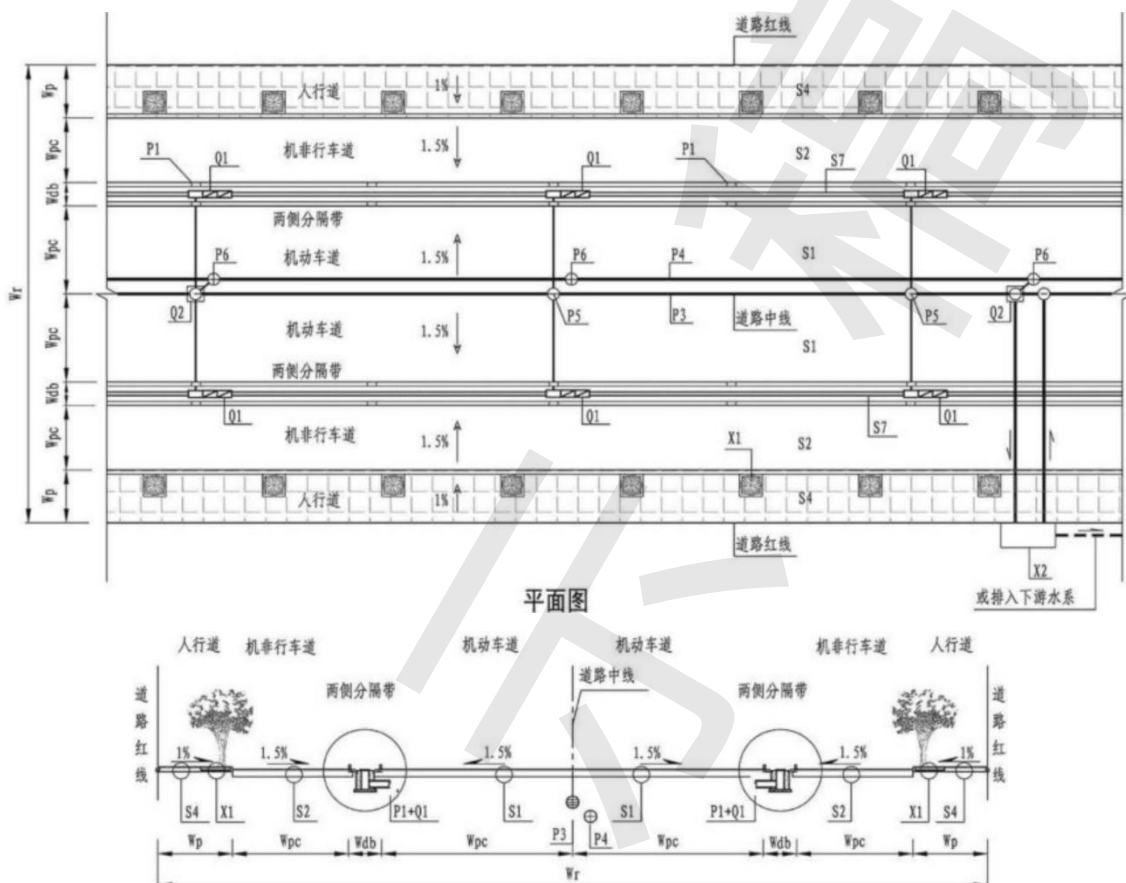 道路红线
Wp
人行道
1%
S4
Wpc
机非行车道
1.5%
S2
P1
Q1
Q1
P1
S7
Q1
Wdb
两侧分隔带
Wpc
机动车道
1.5%
S1
P6
P6
P4
P6
Wr
Q2
P5
P3
道路中线
P5
Q2
Wpc
机动车道
1.5%
S1
两侧分隔带
Wdb
Q1
Q1
S7
Q1
Wpc
机非行车道
1.5%
X1
S2
Wp
人行道
1%
S4
道路红线
X2
平面图
或排入下游水系
人行道
机非行车道
机动车道
机动车道
机非行车道
人行道
道路中线
道路红线
两侧分隔带
两侧分隔带
道路红线
1%
1.5%
1.5%
1.5%
1.5%
1%
S4
X1
S2
P1+Q1
S1
P3
P4
S1
P1+Q1
S2
X1
S4
Wp
Wpc
Wdb
Wpc
Wpc
Wdb
Wpc
Wp
Wr